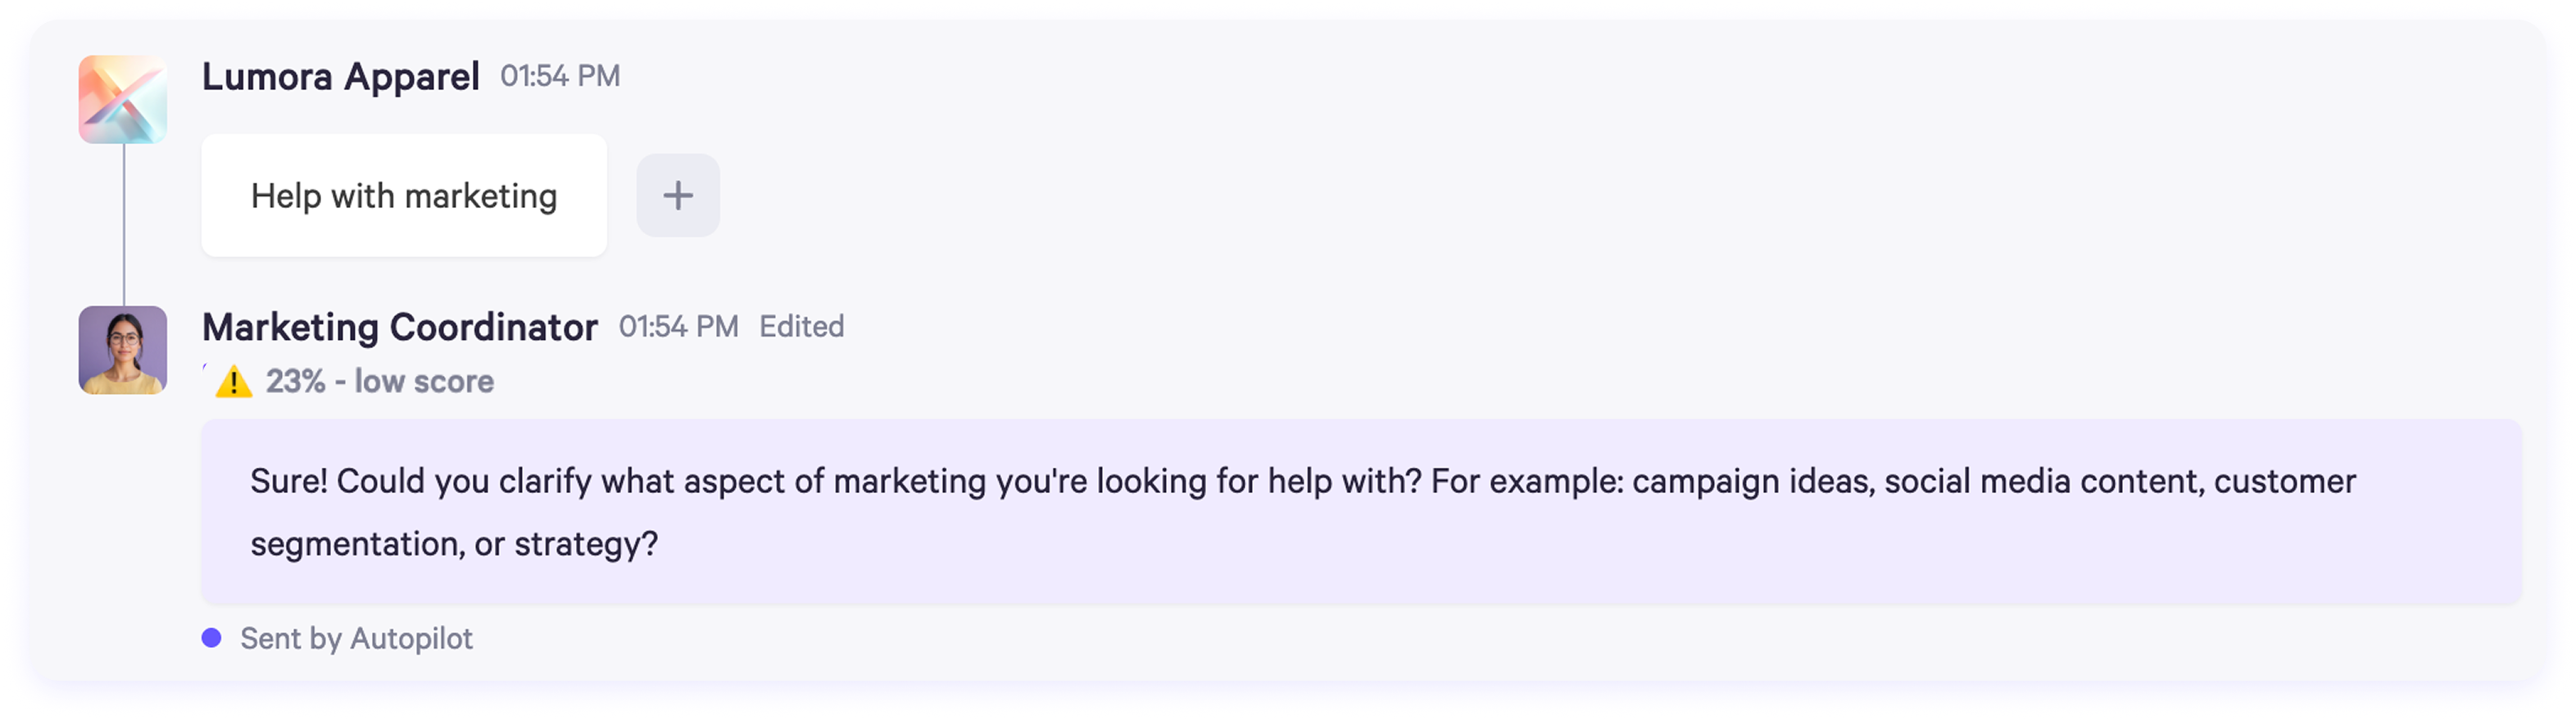 Lumora Apparel 01:54 PM
Help with marketing
+
Marketing Coordinator 01:54 PM Edited
⚠️ 23% - low score
Sure! Could you clarify what aspect of marketing you're looking for help with? For example: campaign ideas, social media content, customer
segmentation, or strategy?
Sent by Autopilot